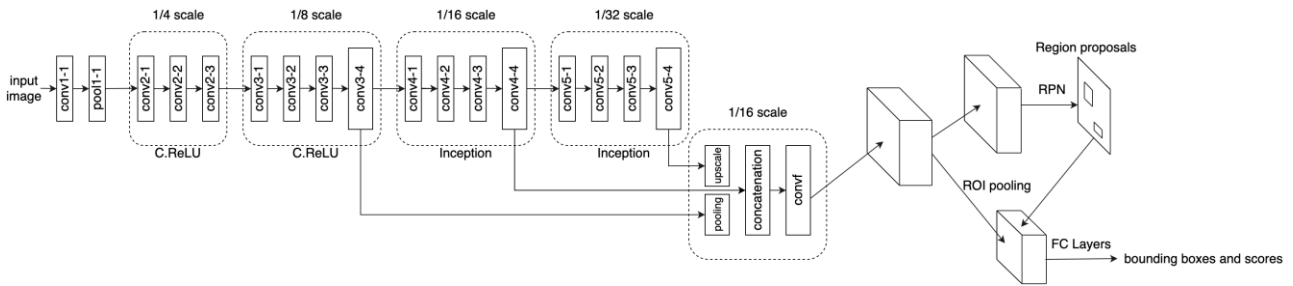 1/4 scale
1/8 scale
1/16 scale
1/32 scale
input
image
conv1-1
pool1-1
conv2-1
conv2-2
conv2-3
conv3-1
conv3-2
conv3-3
conv3-4
conv4-1
conv4-2
conv4-3
conv4-4
conv5-1
conv5-2
conv5-3
conv5-4
C.ReLU
C.ReLU
Inception
Inception
1/16 scale
upscale
pooling
concatenation
convf
Region proposals
RPN
ROI pooling
FC Layers
bounding boxes and scores